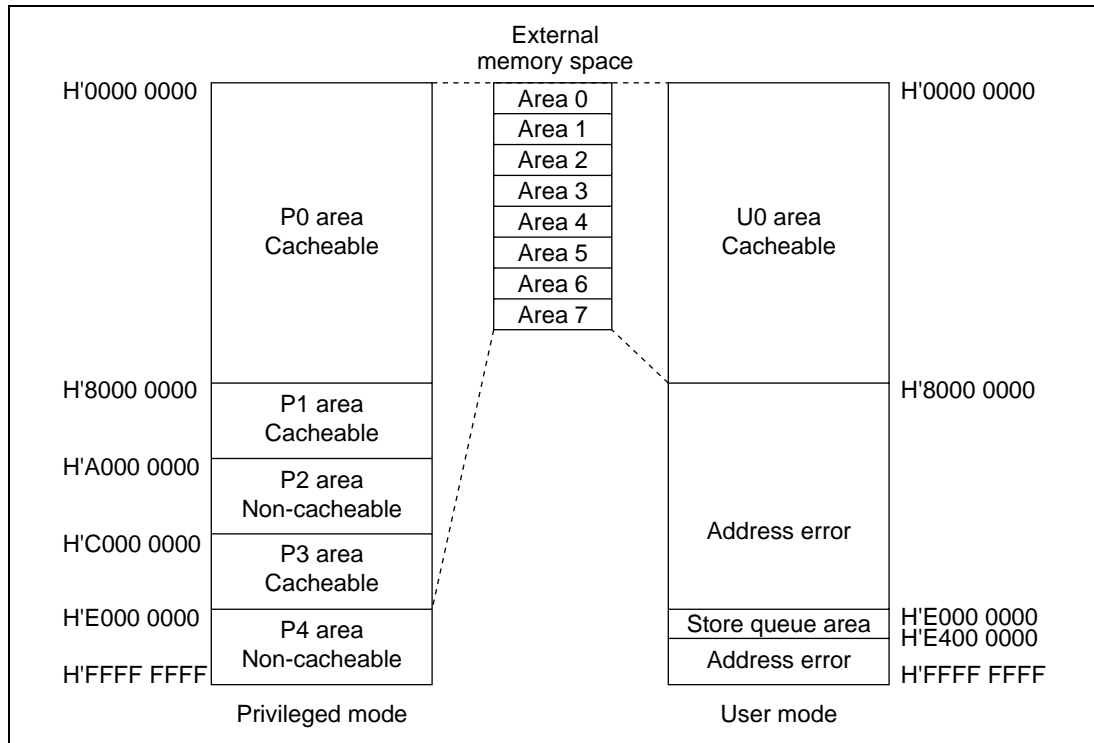 External
memory space
H'0000 0000
Area 0
H'0000 0000
Area 1
Area 2
Area 3
P0 area
Cacheable
Area 4
U0 area
Cacheable
Area 5
Area 6
Area 7
H'8000 0000
H'8000 0000
P1 area
Cacheable
H'A000 0000
P2 area
Non-cacheable
H'C000 0000
P3 area
Cacheable
Address error
H'E000 0000
P4 area
Non-cacheable
H'FFFF FFFF
H'E000 0000
Store queue area
H'E400 0000
Address error
H'FFFF FFFF
Privileged mode
User mode